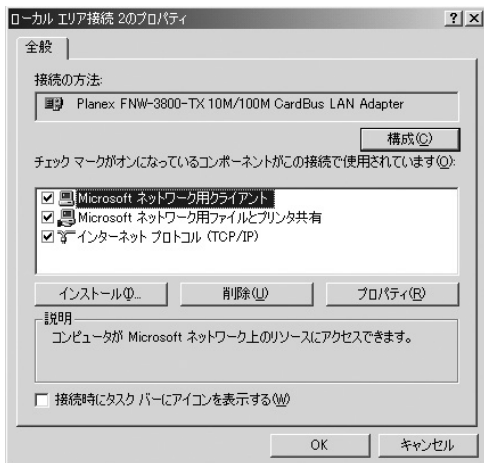 ローカル エリア接続 2のプロパティ
全般
接続の方法:
Planex FNW-3800-TX 10M/100M CardBus LAN Adapter
構成(C)
チェック マークがオンになっているコンポーネントがこの接続で使用されています(O):
Microsoft ネットワーク用クライアント
Microsoft ネットワーク用ファイルとプリンタ共有
インターネット プロトコル (TCP/IP)
インストール(I)... 削除(U) プロパティ(R)
説明
コンピュータが Microsoft ネットワーク上のリソースにアクセスできます。
接続時にタスク バーにアイコンを表示する(W)
OK キャンセル